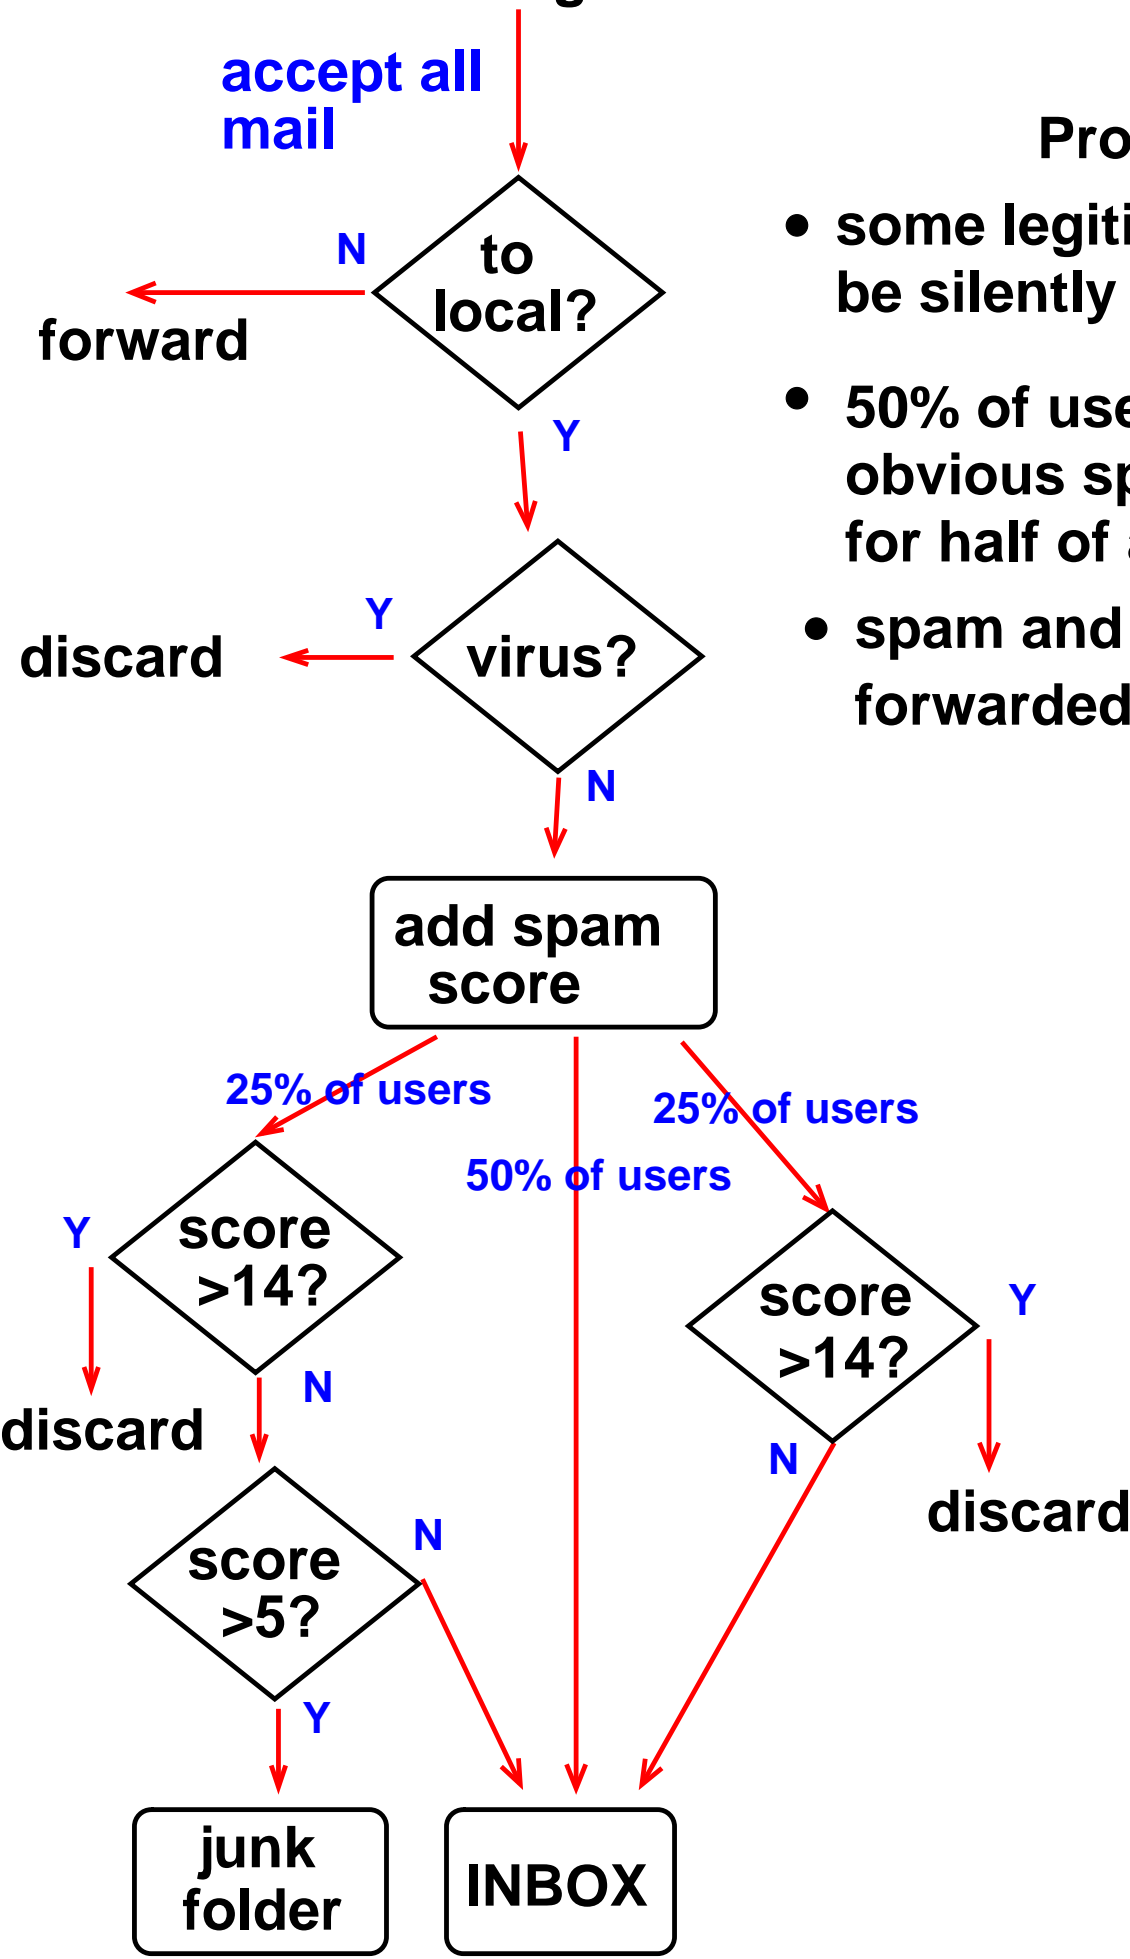 accept all
mail
Pro
N
to
local?
• some legiti
be silently
forward
Y
• 50% of use
obvious sp
for half of
Y
discard
virus?
• spam and
forwarded
N
add spam
score
25% of users
25% of users
50% of users
Y
score
>14?
score
>14?
Y
N
discard
N
discard
N
score
>5?
Y
junk
folder
INBOX